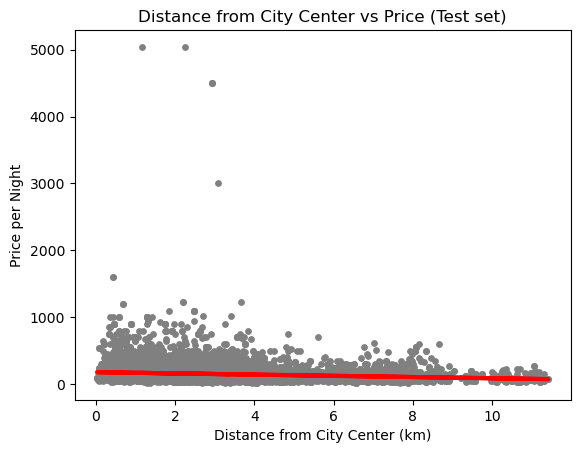 Distance from City Center vs Price (Test set)
5000
4000
3000
2000
1000
0
Price per Night
0 2 4 6 8 10
Distance from City Center (km)